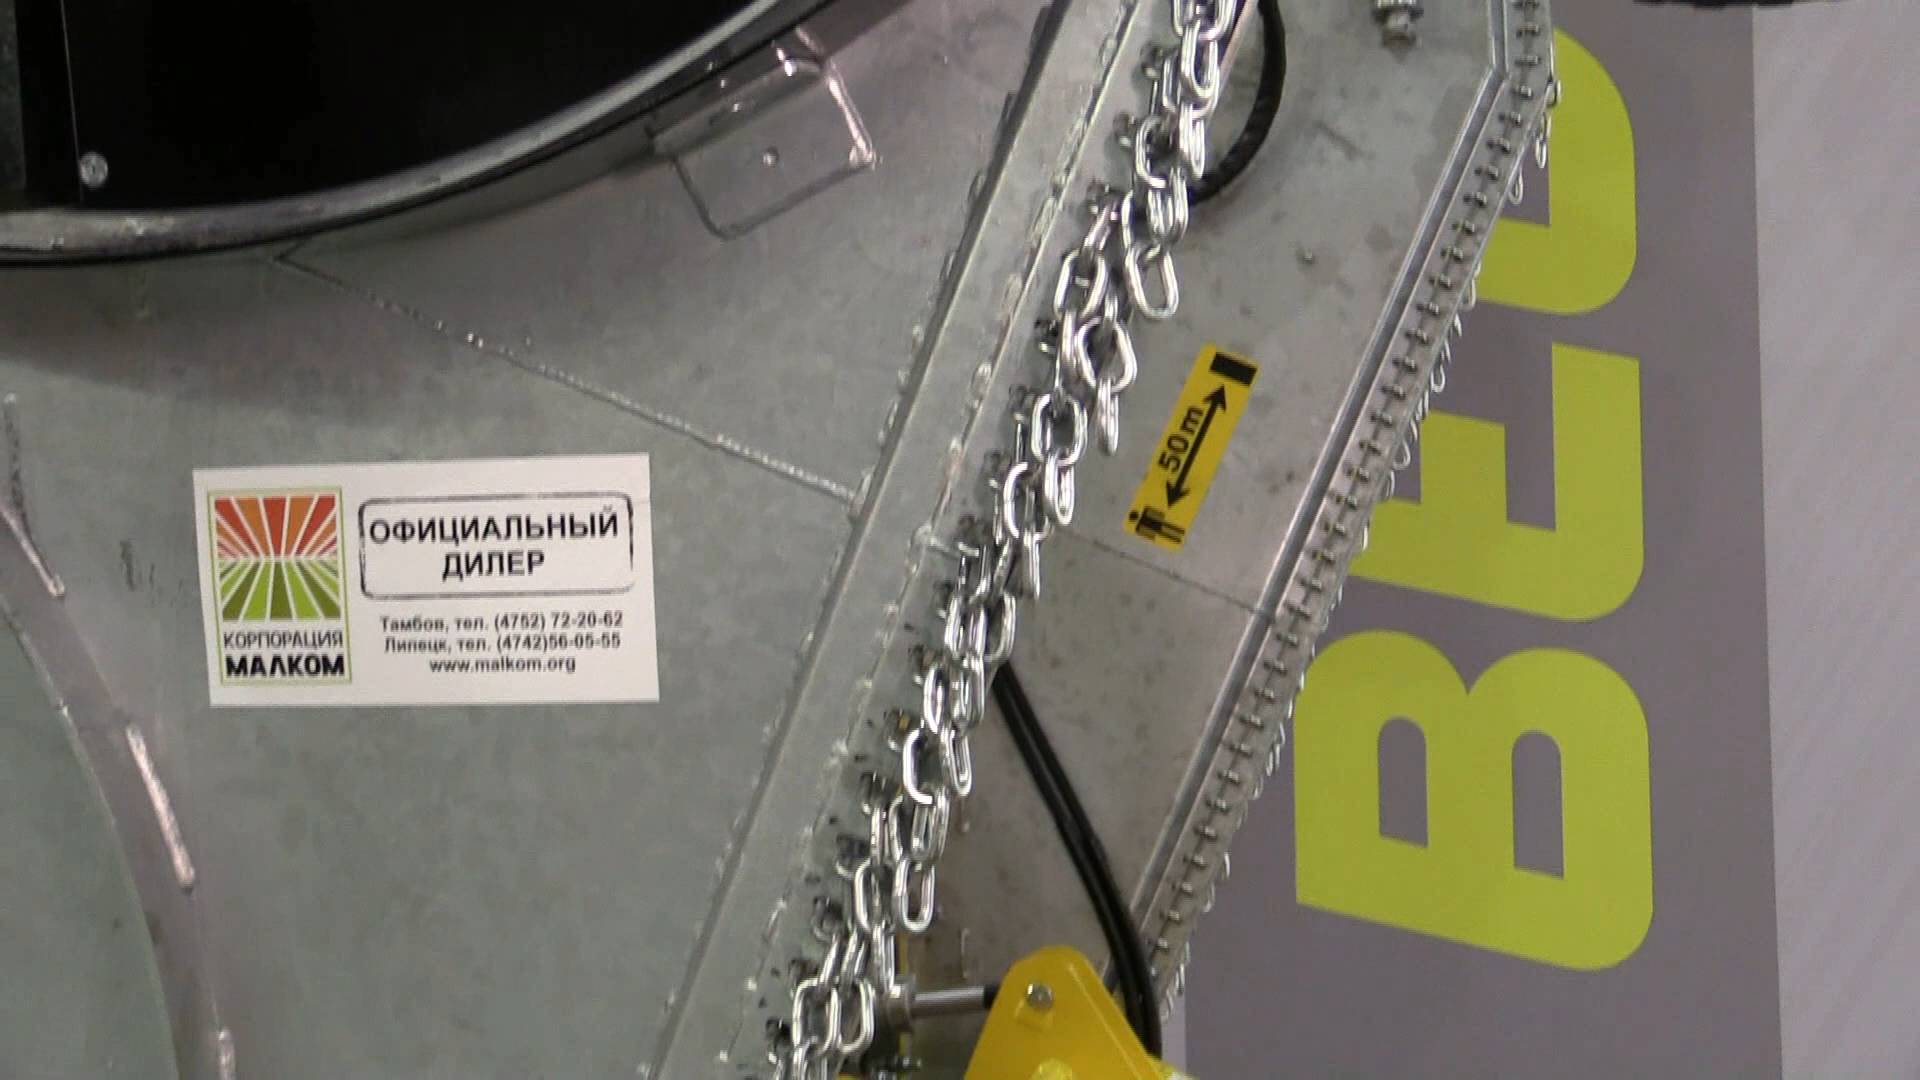 ОФИЦИАЛЬНЫЙ
ДИЛЕР
КОРПОРАЦИЯ
МАЛКОМ
Тамбов, тел. (4752) 72-20-62
Липецк, тел. (4742)56-05-55
www.malkom.org
50m
BED